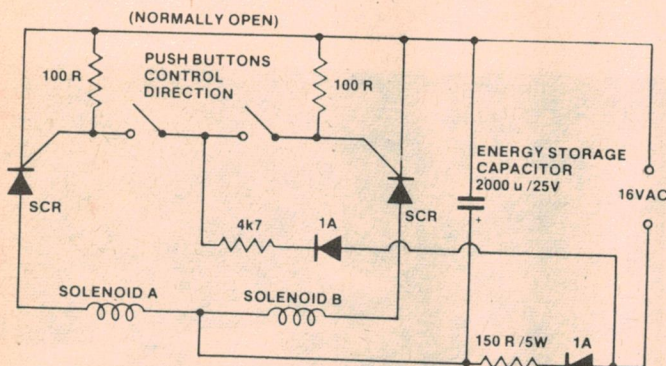 (NORMALLY OPEN)
100 R
PUSH BUTTONS
CONTROL
DIRECTION
100 R
ENERGY STORAGE
CAPACITOR
2000 u /25V
16VAC
SCR
SCR
4k7
1A
+
SOLENOID A
SOLENOID B
150 R /5W
1A